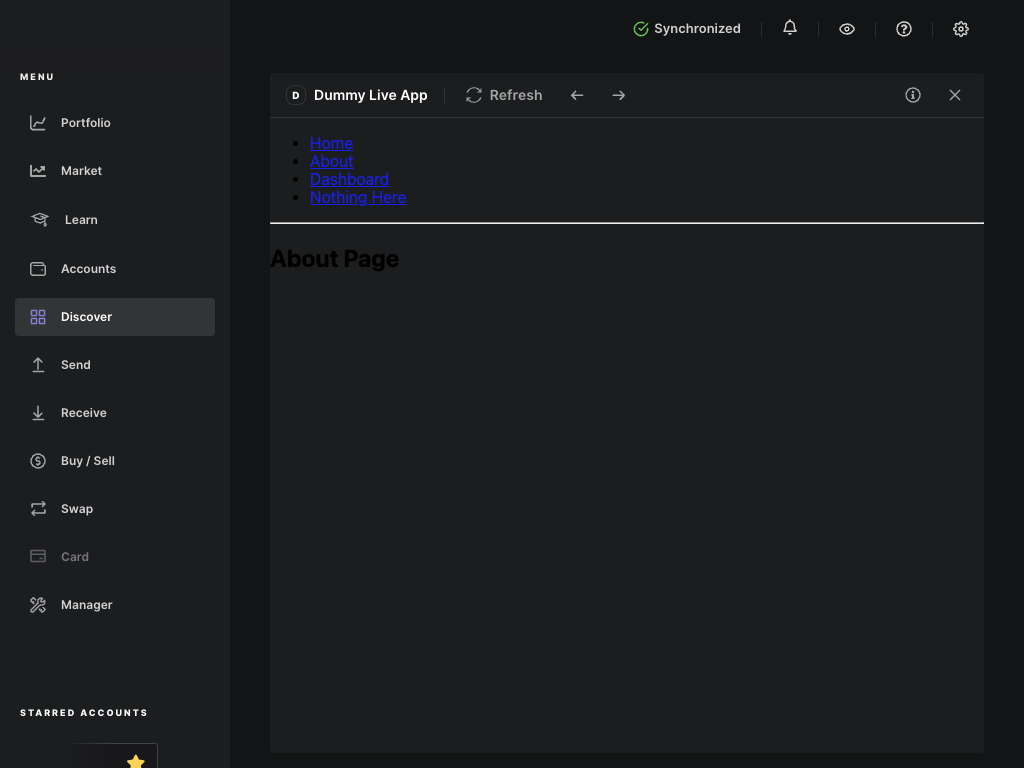 Synchronized
MENU
Portfolio
Market
Learn
Accounts
Discover
Send
Receive
Buy / Sell
Swap
Card
Manager
STARRED ACCOUNTS
D Dummy Live App Refresh
Home
About
Dashboard
Nothing Here
About Page